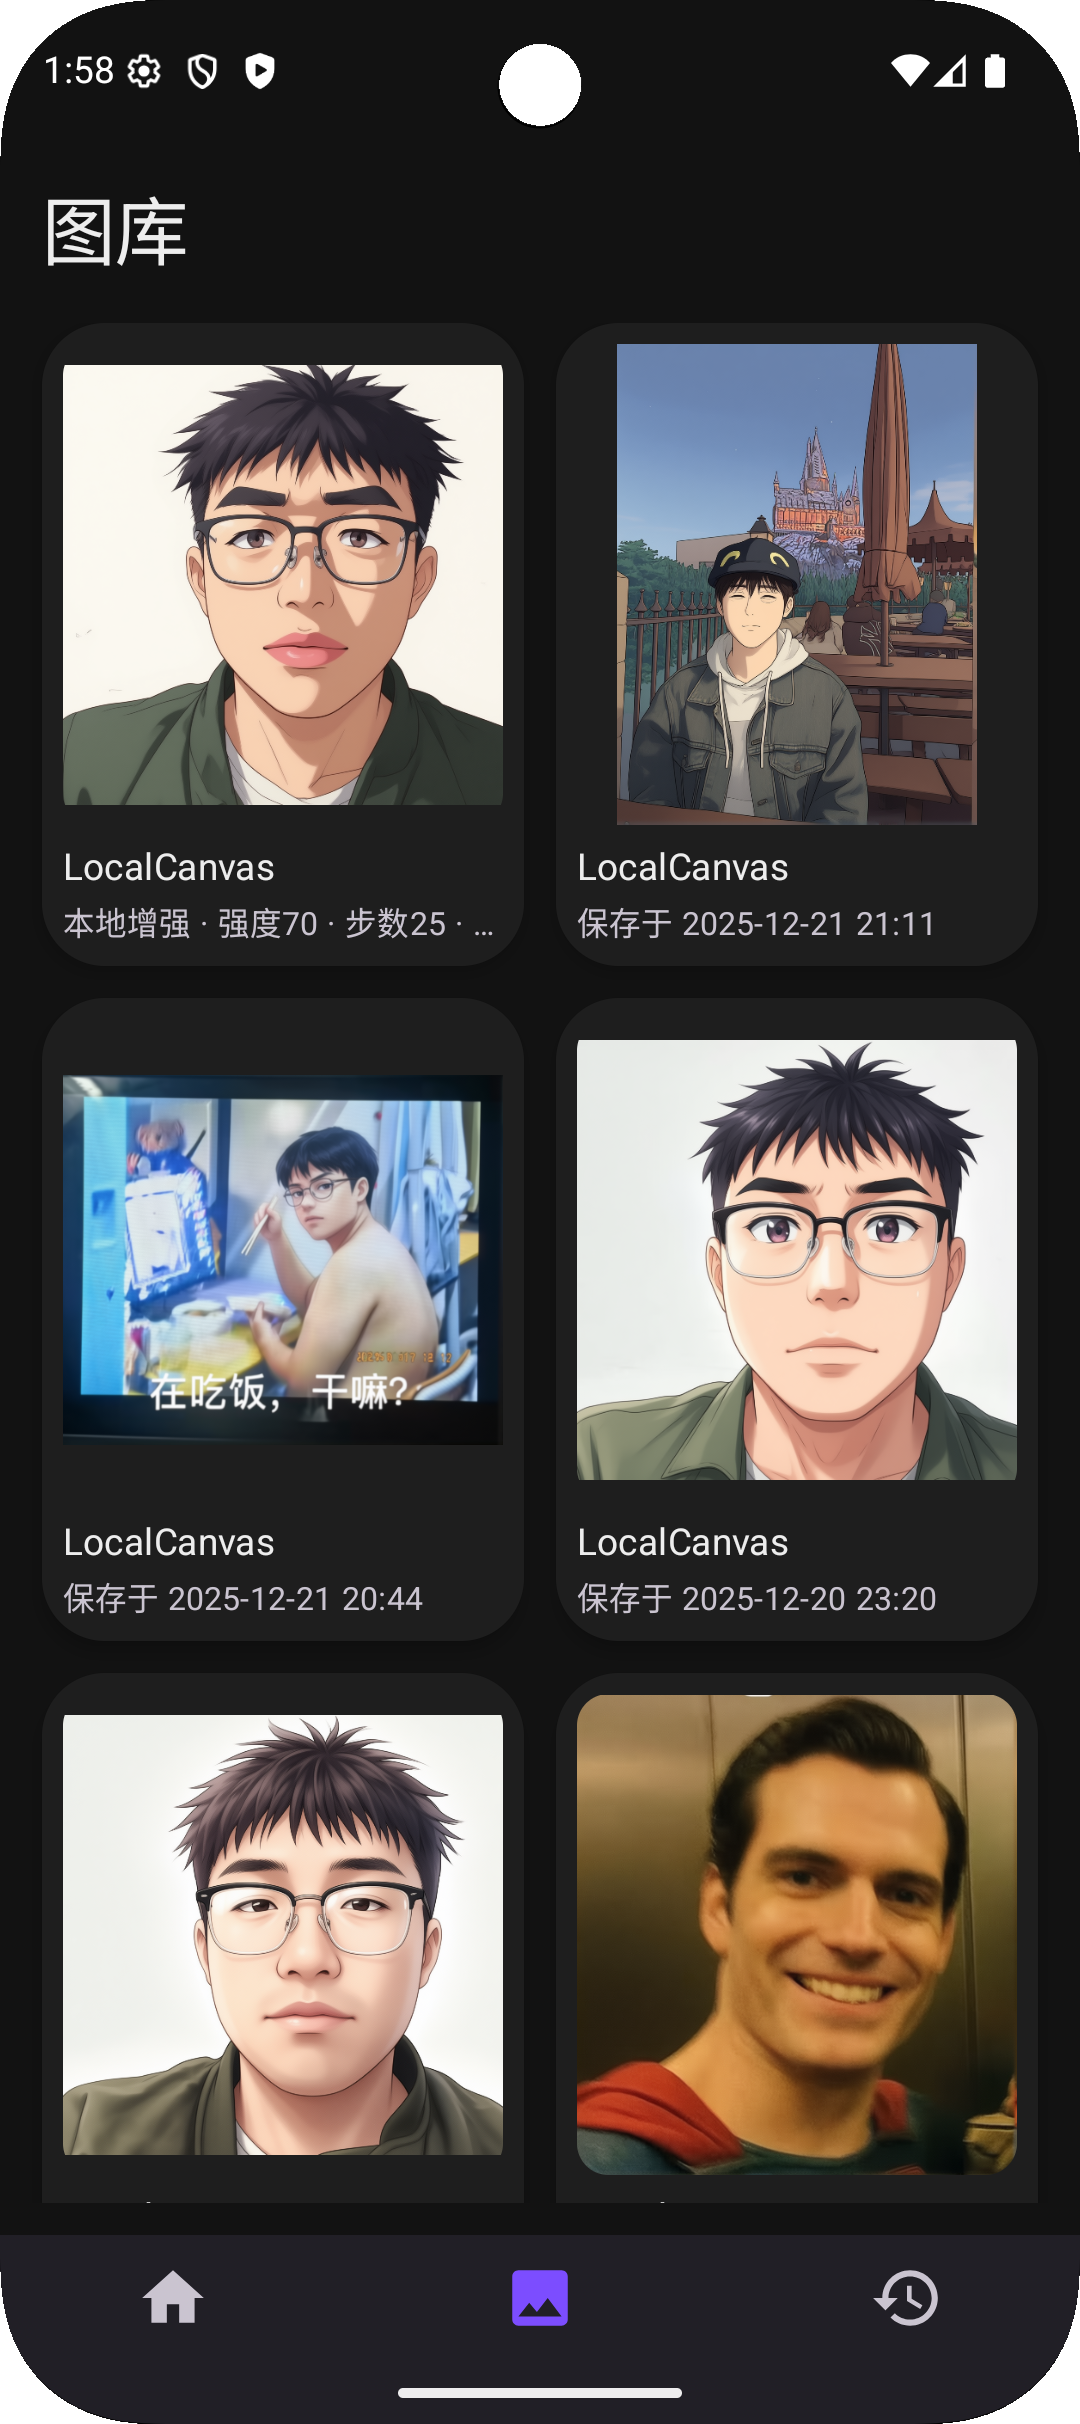 1:58
图库
LocalCanvas
本地增强 · 强度70 · 步数25 · ...
LocalCanvas
保存于 2025-12-21 21:11
在吃饭， 干嘛?
LocalCanvas
保存于 2025-12-21 20:44
LocalCanvas
保存于 2025-12-20 23:20